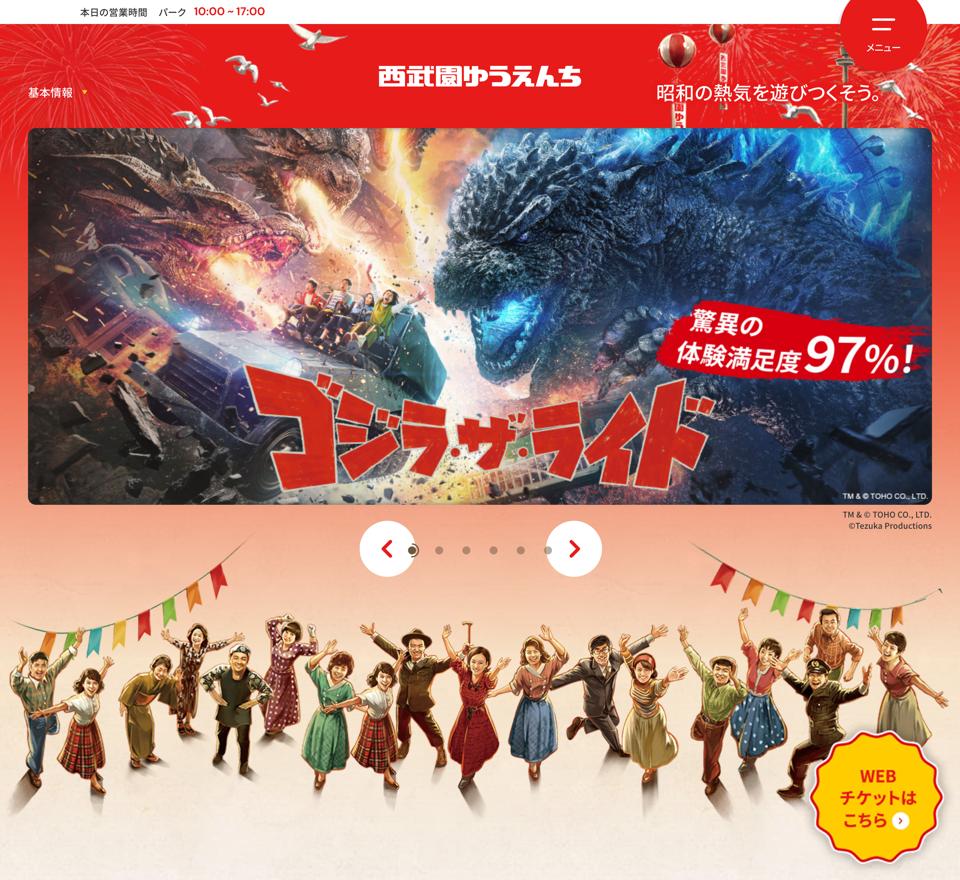 本日の営業時間 パーク 10:00 ~ 17:00
メニュー
西武園ゆうえんち
基本情報
昭和の熱気を遊びつくそう。
驚異の
体験満足度97%!
ゴジラ・ザ・ライド
TM & © TOHO CO., LTD.
TM & © TOHO CO., LTD.
©Tezuka Productions
WEB
チケットは
こちら